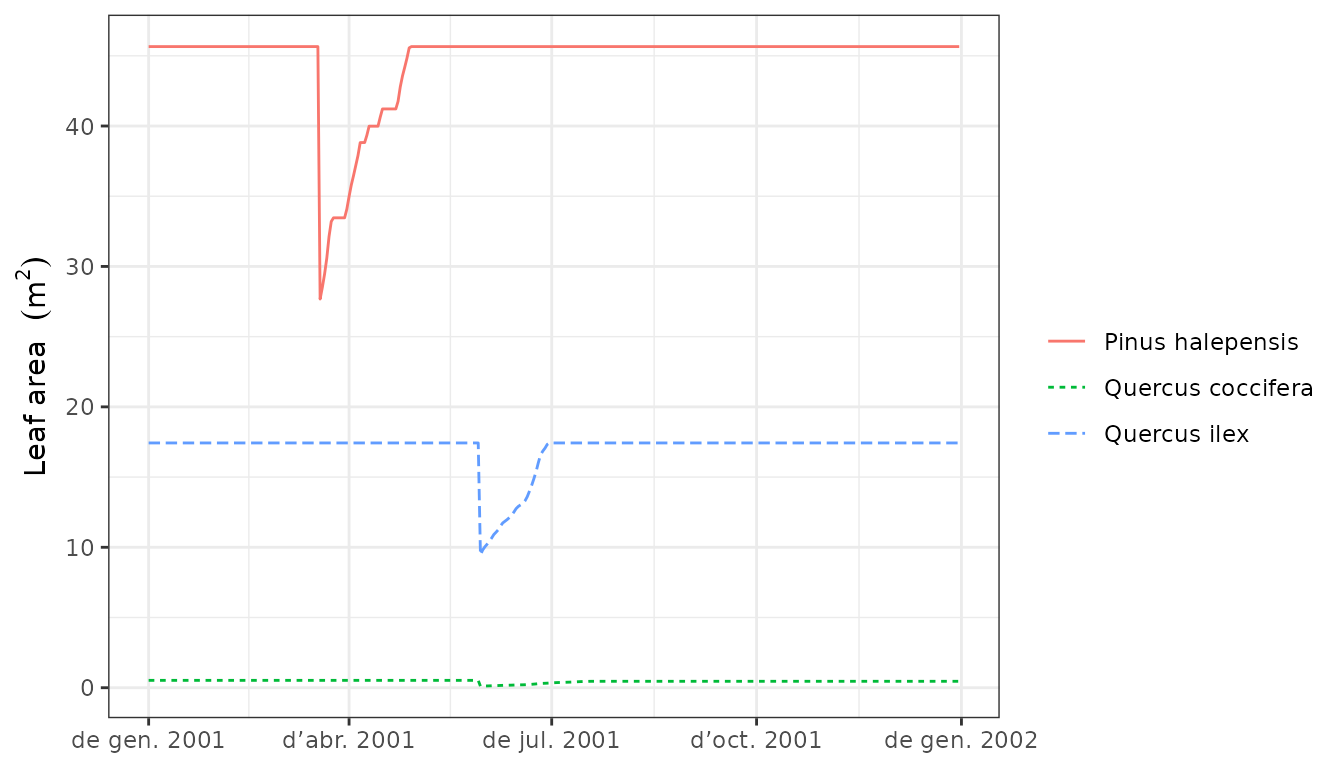 Leaf area (m²)
40
30
20
10
0
de gen. 2001
d’abr. 2001
de jul. 2001
d’oct. 2001
de gen. 2002
Pinus halepensis
Quercus coccifera
Quercus ilex